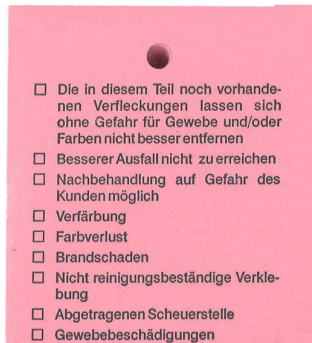 ☐ Die in diesem Teil noch vorhande-
nen Verfleckungen lassen sich
ohne Gefahr für Gewebe und/oder
Farben nicht besser entfernen
☐ Besserer Ausfall nicht zu erreichen
☐ Nachbehandlung auf Gefahr des
Kunden möglich
☐ Verfärbung
☐ Farbverlust
☐ Brandschaden
☐ Nicht reinigungsbeständige Verkle-
bung
☐ Abgetragenen Scheuerstelle
☐ Gewebebeschädigungen